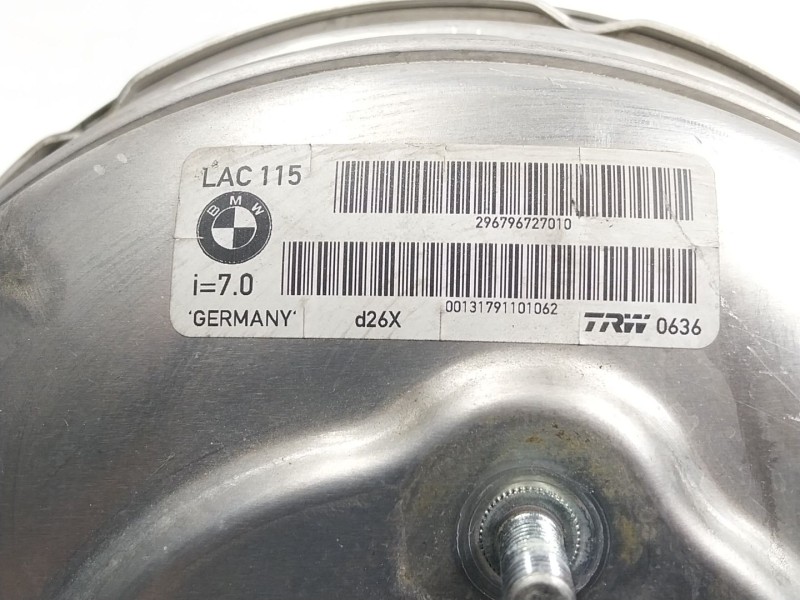 LAC 115
BMW
296796727010
i=7.0
00131791101062
'GERMANY'
d26X
TRW 0636